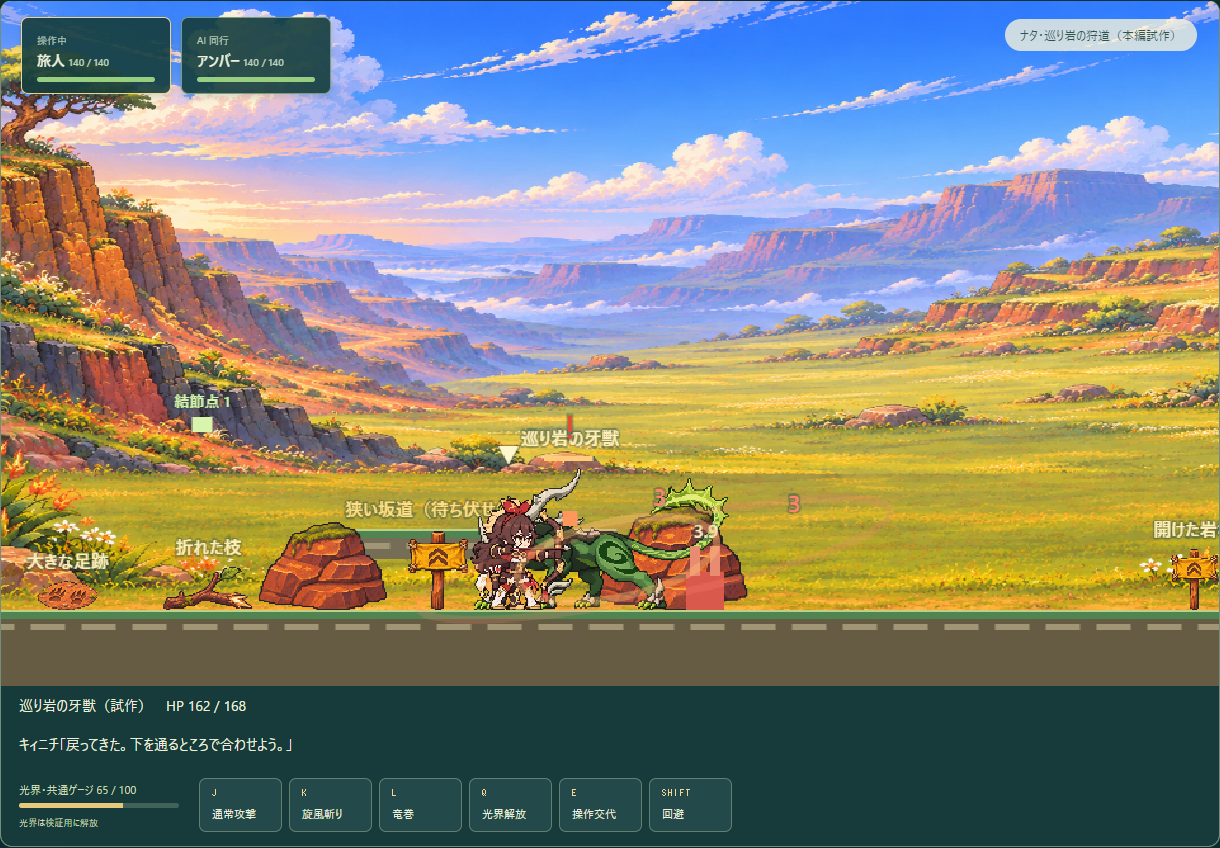 操作中
旅人 140 / 140
AI 同行
アンバー 140 / 140
ナタ・巡り岩の狩道（本編試作）
結節点 1
巡り岩の牙獣
狭い坂道（待ち伏せ
3
3
3.9
開けた岩
大きな足跡
折れた枝
巡り岩の牙獣（試作） HP 162 / 168
キィニチ「戻ってきた。下を通るところで合わせよう。」
光界・共通ゲージ 65 / 100
光界は検証用に解放
J
通常攻撃
K
旋風斬り
L
竜巻
Q
光界解放
E
操作交代
SHIFT
回避